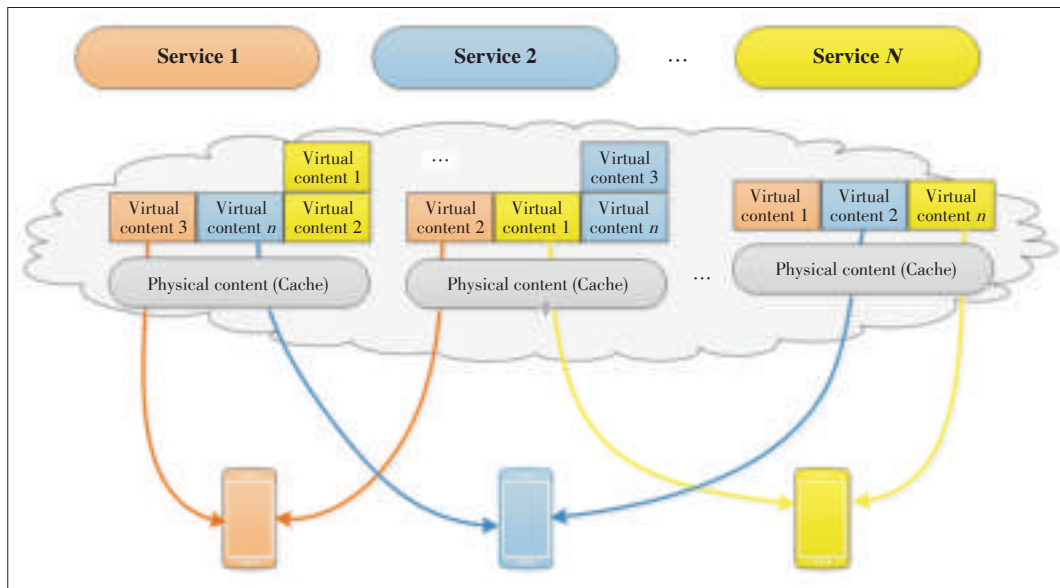 Service 1
Service 2
...
Service N
Virtual
content 1
...
Virtual
content 3
Virtual
content 3
Virtual
content n
Virtual
content 2
Virtual
content 2
Virtual
content 1
Virtual
content n
Virtual
content 1
Virtual
content 2
Virtual
content n
Physical content (Cache)
Physical content (Cache)
...
Physical content (Cache)